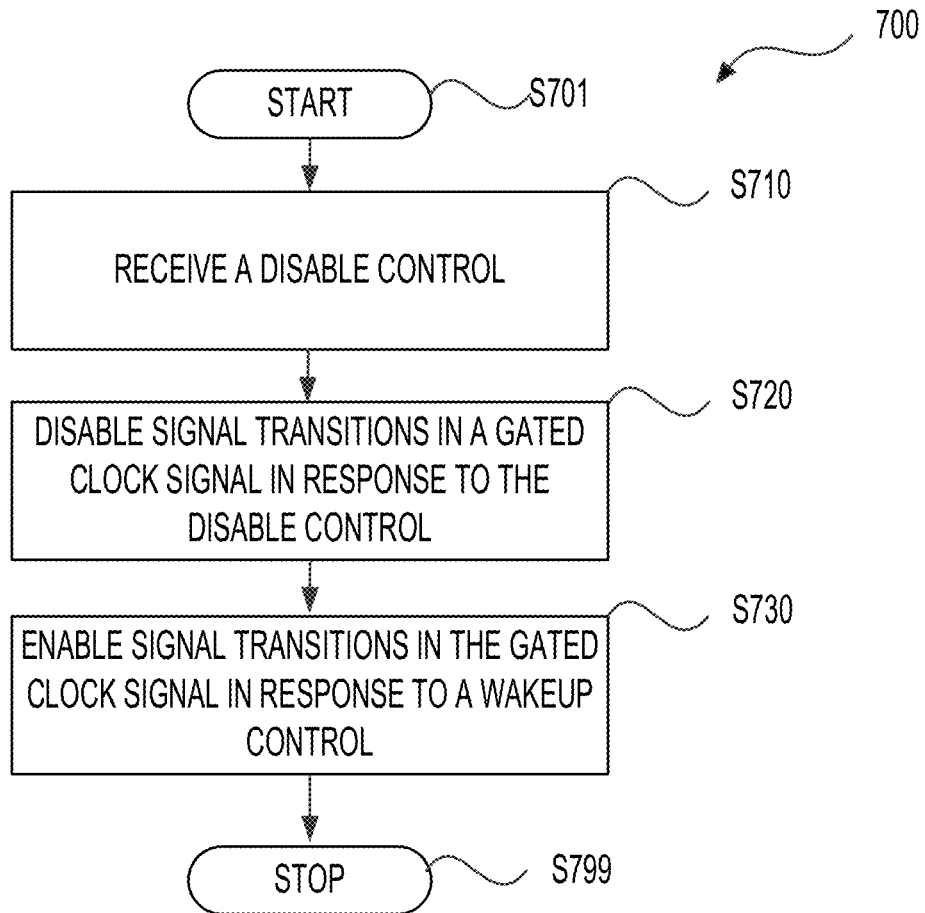 700
START
S701
S710
RECEIVE A DISABLE CONTROL
S720
DISABLE SIGNAL TRANSITIONS IN A GATED
CLOCK SIGNAL IN RESPONSE TO THE
DISABLE CONTROL
S730
ENABLE SIGNAL TRANSITIONS IN THE GATED
CLOCK SIGNAL IN RESPONSE TO A WAKEUP
CONTROL
STOP
S799